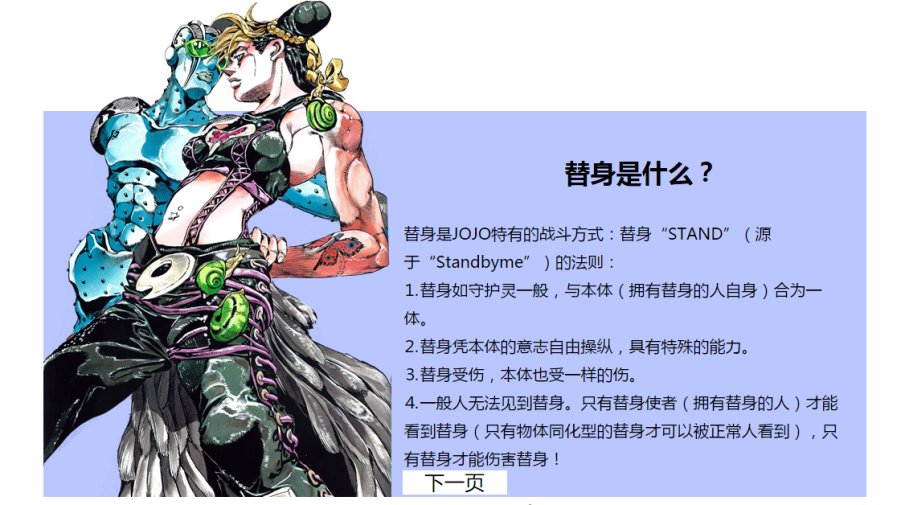 替身是什么？
替身是JOJO特有的战斗方式：替身“STAND”（源
于“Standbyme”）的法则：
1.替身如守护灵一般，与本体（拥有替身的人自身）合为一
体。
2.替身凭本体的意志自由操纵，具有特殊的能力。
3.替身受伤，本体也受一样的伤。
4.一般人无法见到替身。只有替身使者（拥有替身的人）才能
看到替身（只有物体同化型的替身才可以被正常人看到），只
有替身才能伤害替身！
下一页